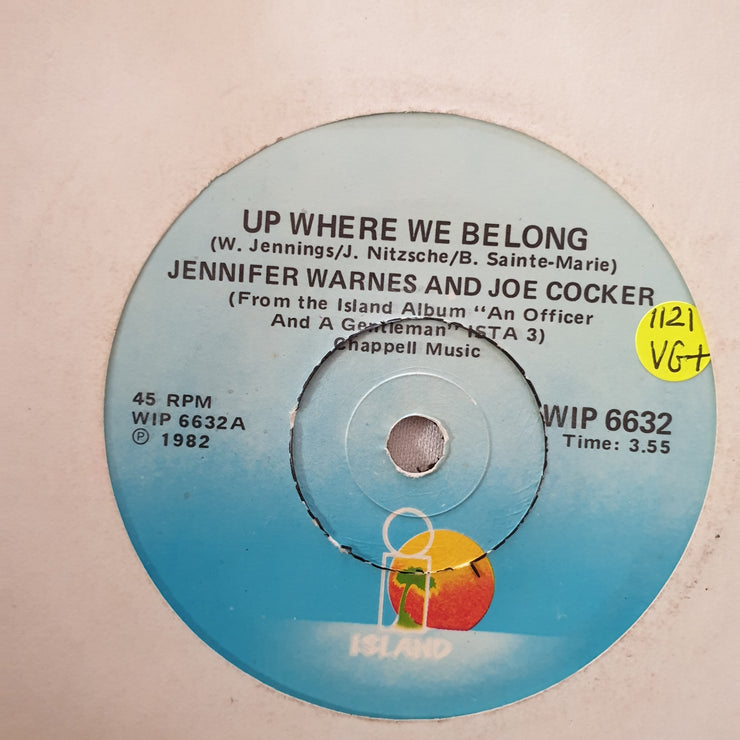 UP WHERE WE BELONG
(W. Jennings/J. Nitzsche/B. Sainte-Marie)
JENNIFER WARNES AND JOE COCKER
(From the Island Album "An Officer
And A Gentleman" ISTA 3)
Chappell Music
1121
VG+
45 RPM
WIP 6632A
℗ 1982
WIP 6632
Time: 3.55
i
ISLAND